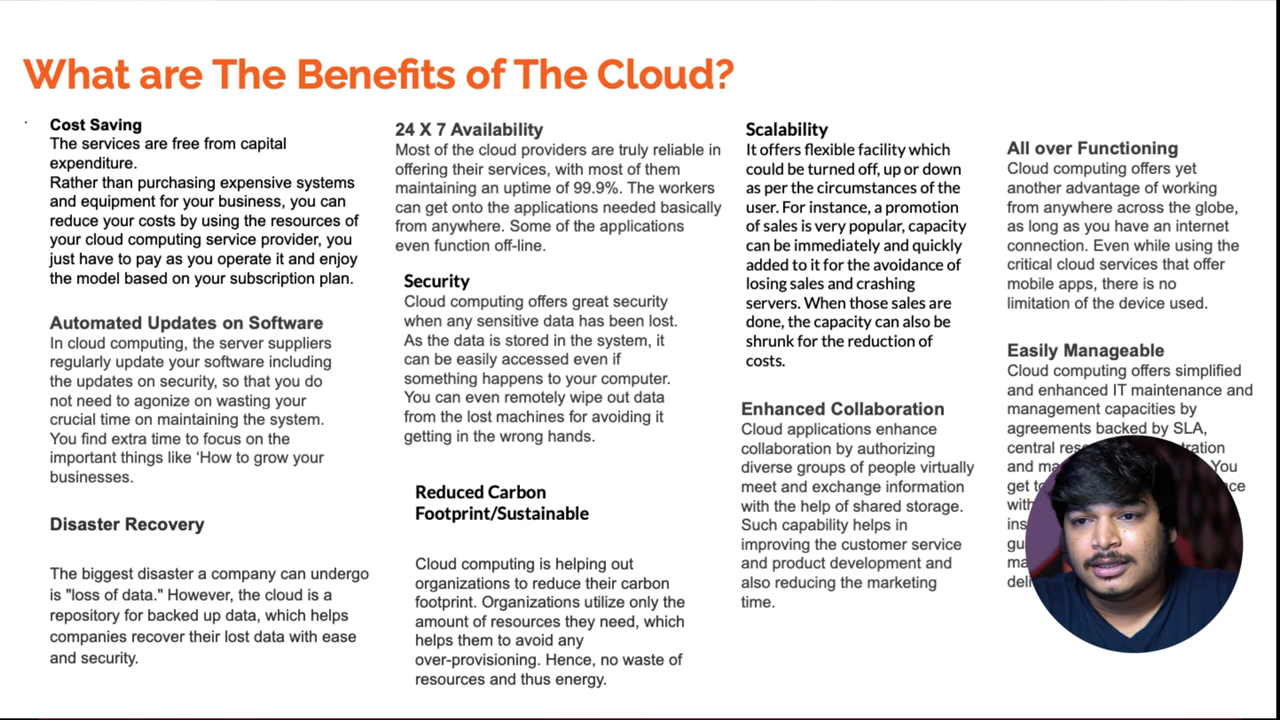 What are The Benefits of The Cloud?
Cost Saving
The services are free from capital
expenditure.
Rather than purchasing expensive systems
and equipment for your business, you can
reduce your costs by using the resources of
your cloud computing service provider, you
just have to pay as you operate it and enjoy
the model based on your subscription plan.
Automated Updates on Software
In cloud computing, the server suppliers
regularly update your software including
the updates on security, so that you do
not need to agonize on wasting your
crucial time on maintaining the system.
You find extra time to focus on the
important things like ‘How to grow your
businesses.
Disaster Recovery
The biggest disaster a company can undergo
is "loss of data." However, the cloud is a
repository for backed up data, which helps
companies recover their lost data with ease
and security.
24 X 7 Availability
Most of the cloud providers are truly reliable in
offering their services, with most of them
maintaining an uptime of 99.9%. The workers
can get onto the applications needed basically
from anywhere. Some of the applications
even function off-line.
Security
Cloud computing offers great security
when any sensitive data has been lost.
As the data is stored in the system, it
can be easily accessed even if
something happens to your computer.
You can even remotely wipe out data
from the lost machines for avoiding it
getting in the wrong hands.
Reduced Carbon
Footprint/Sustainable
Cloud computing is helping out
organizations to reduce their carbon
footprint. Organizations utilize only the
amount of resources they need, which
helps them to avoid any
over-provisioning. Hence, no waste of
resources and thus energy.
Scalability
It offers flexible facility which
could be turned off, up or down
as per the circumstances of the
user. For instance, a promotion
of sales is very popular, capacity
can be immediately and quickly
added to it for the avoidance of
losing sales and crashing
servers. When those sales are
done, the capacity can also be
shrunk for the reduction of
costs.
Enhanced Collaboration
Cloud applications enhance
collaboration by authorizing
diverse groups of people virtually
meet and exchange information
with the help of shared storage.
Such capability helps in
improving the customer service
and product development and
also reducing the marketing
time.
All over Functioning
Cloud computing offers yet
another advantage of working
from anywhere across the globe,
as long as you have an internet
connection. Even while using the
critical cloud services that offer
mobile apps, there is no
limitation of the device used.
Easily Manageable
Cloud computing offers simplified
and enhanced IT maintenance and
management capacities by
agreements backed by SLA,
central
and You
get